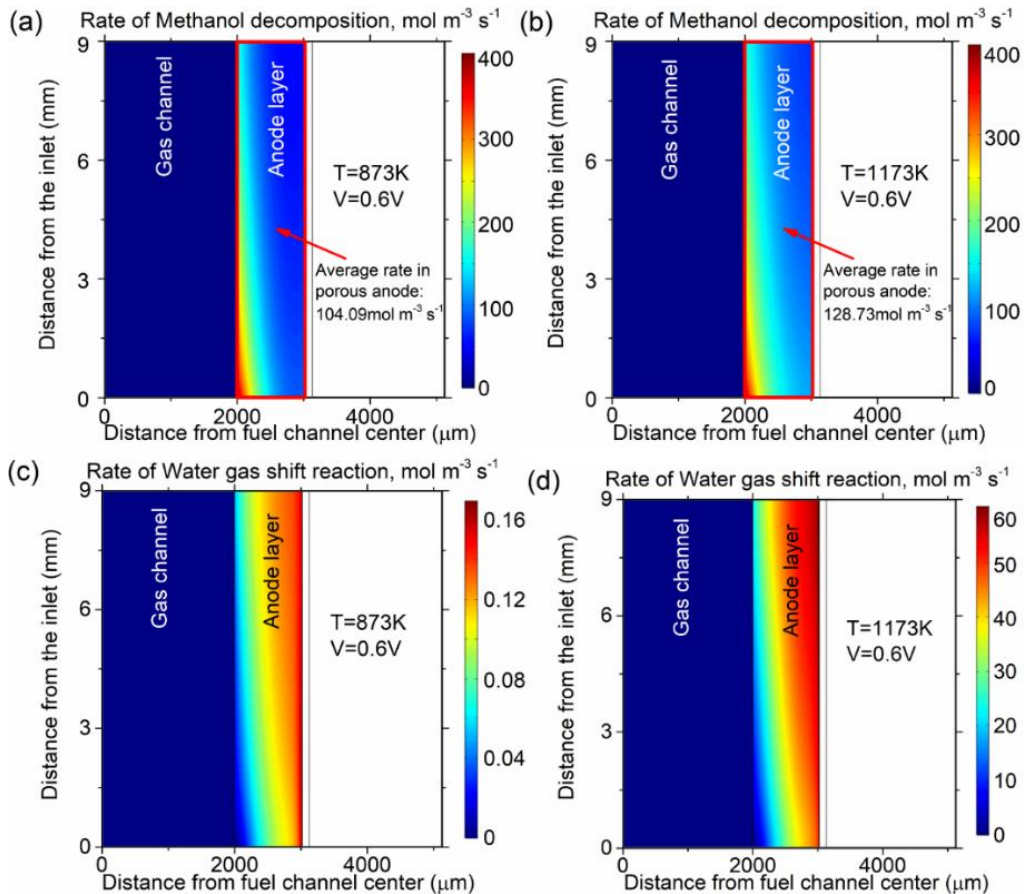 (a)
Rate of Methanol decomposition, mol m⁻³ s⁻¹
9
6
3
0
Distance from the inlet (mm)
Gas channel
Anode layer
T=873K
V=0.6V
Average rate in
porous anode:
104.09mol m⁻³ s⁻¹
400
300
200
100
0
0
2000
4000
Distance from fuel channel center (μm)
(b)
Rate of Methanol decomposition, mol m⁻³ s⁻¹
9
6
3
0
Distance from the inlet (mm)
Gas channel
Anode layer
T=1173K
V=0.6V
Average rate in
porous anode:
128.73mol m⁻³ s⁻¹
400
300
200
100
0
0
2000
4000
Distance from fuel channel center (μm)
(c)
Rate of Water gas shift reaction, mol m⁻³ s⁻¹
9
6
3
0
Distance from the inlet (mm)
Gas channel
Anode layer
T=873K
V=0.6V
0.16
0.12
0.08
0.04
0
0
2000
4000
Distance from fuel channel center (μm)
(d)
Rate of Water gas shift reaction, mol m⁻³ s⁻¹
9
6
3
0
Distance from the inlet (mm)
Gas channel
Anode layer
T=1173K
V=0.6V
60
50
40
30
20
10
0
0
2000
4000
Distance from fuel channel center (μm)